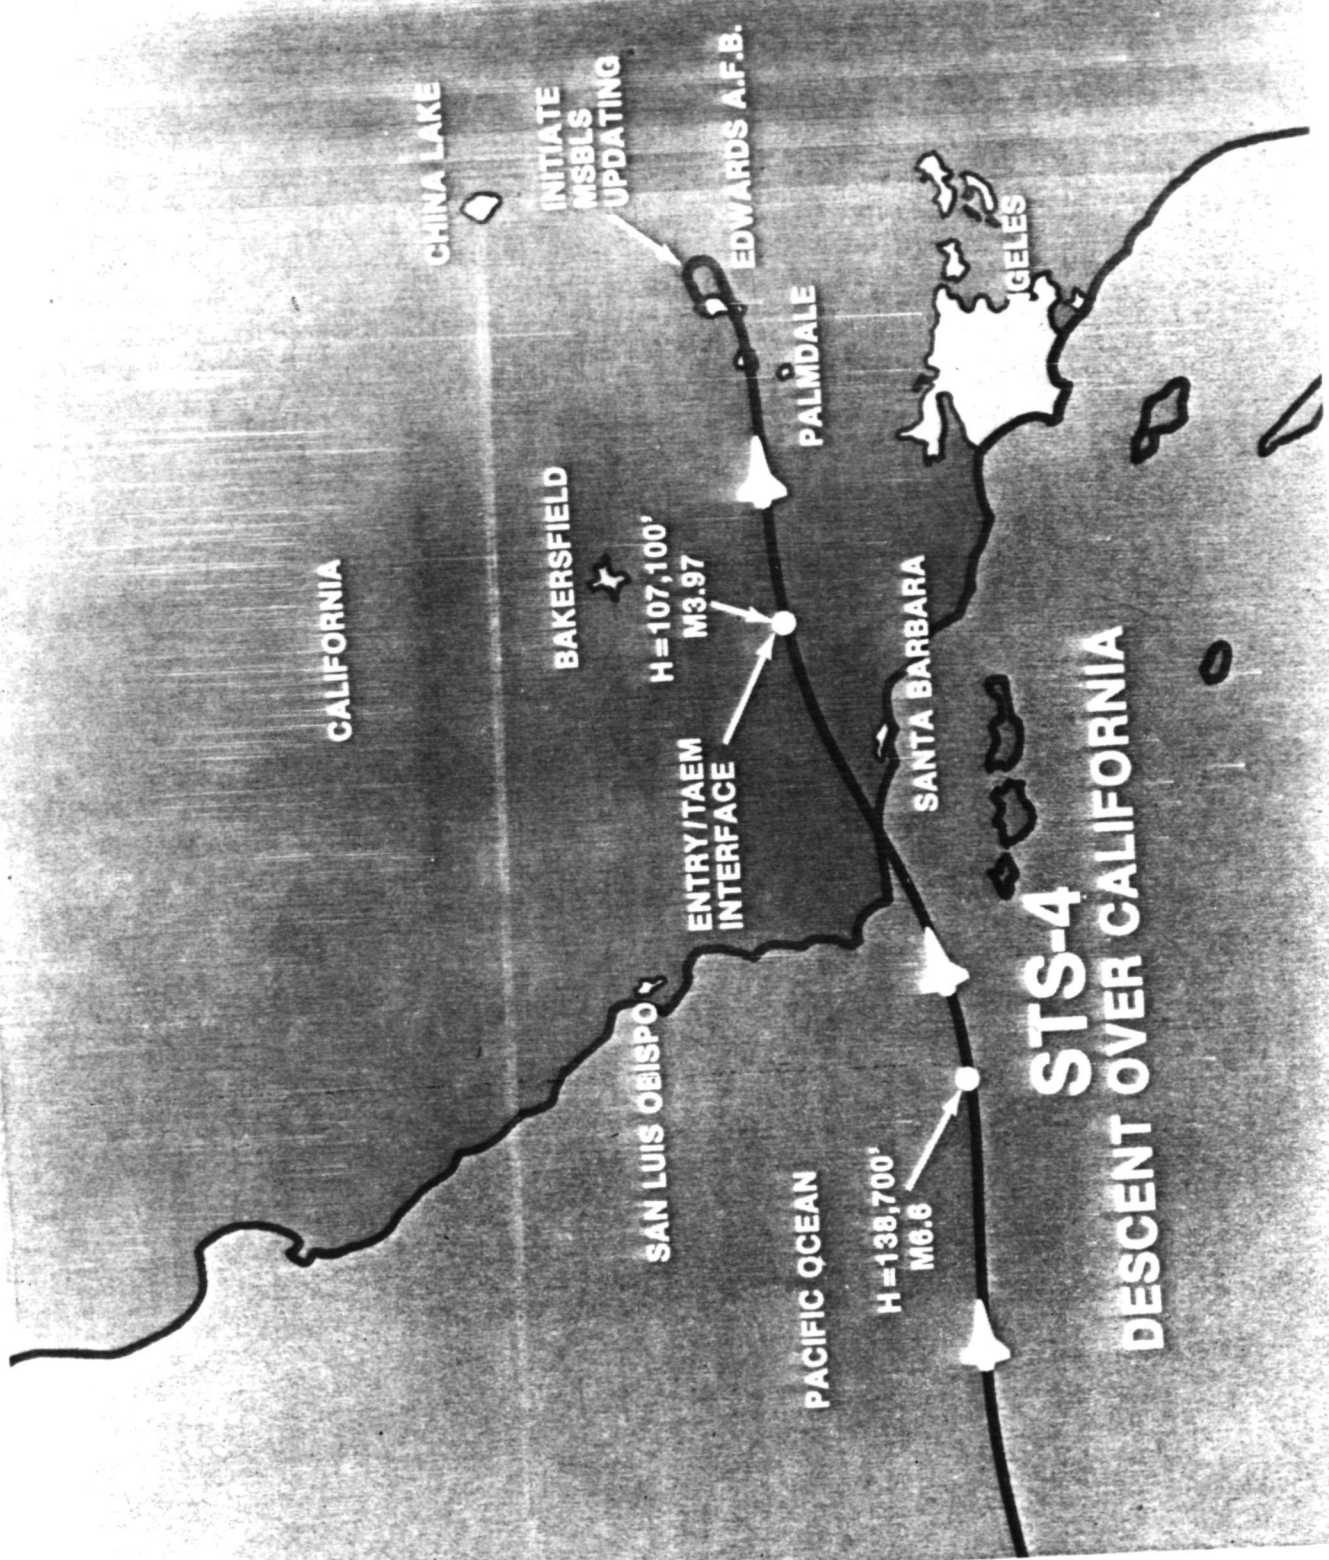 CALIFORNIA
CHINA LAKE
INITIATE
MSBLS
UPDATING
BAKERSFIELD
SAN LUIS OBISPO
H=107,100'
M3.97
ENTRY/TAEM
INTERFACE
EDWARDS A.F.B.
PALMDALE
PACIFIC OCEAN
H=138,700'
M6.6
SANTA BARBARA
GELES
STS-4
DESCENT OVER CALIFORNIA